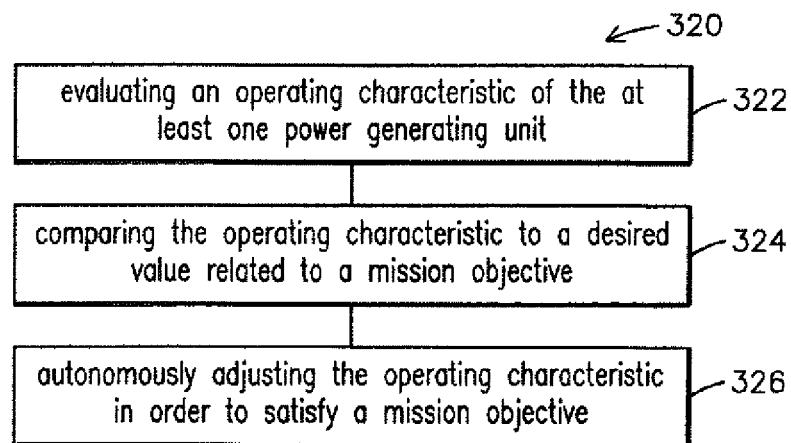 320
evaluating an operating characteristic of the at
least one power generating unit
322
comparing the operating characteristic to a desired
value related to a mission objective
324
autonomously adjusting the operating characteristic
in order to satisfy a mission objective
326